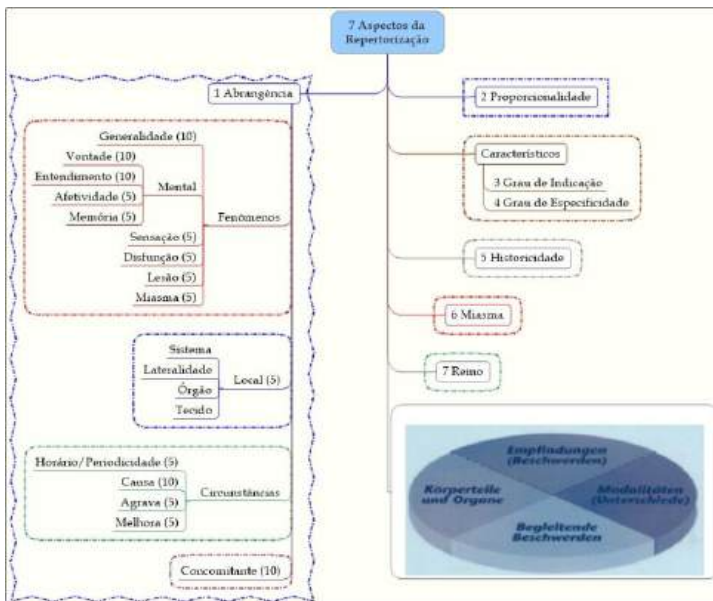 7 Aspectos da
Repertorização
1 Abrangência
Generalidade (10)
Vontade (10)
Entendimento (10)
Afetividade (5)
Memória (5)
Mental
Sensação (5)
Disfunção (5)
Lesão (5)
Miasma (5)
Fenômenos
Sistema
Lateralidade
Órgão
Tecido
Local (5)
Horário/Periodicidade (5)
Causa (10)
Agrava (5)
Melhora (5)
Circunstâncias
Concomitante (10)
2 Proporcionalidade
Característicos
3 Grau de Indicação
4 Grau de Especificidade
5 Historicidade
6 Miasma
7 Reino
Empfindungen
(Beschwerden)
Körperteile
und Organe
Modalitäten
(Unterschiede)
Begleitende
Beschwerden